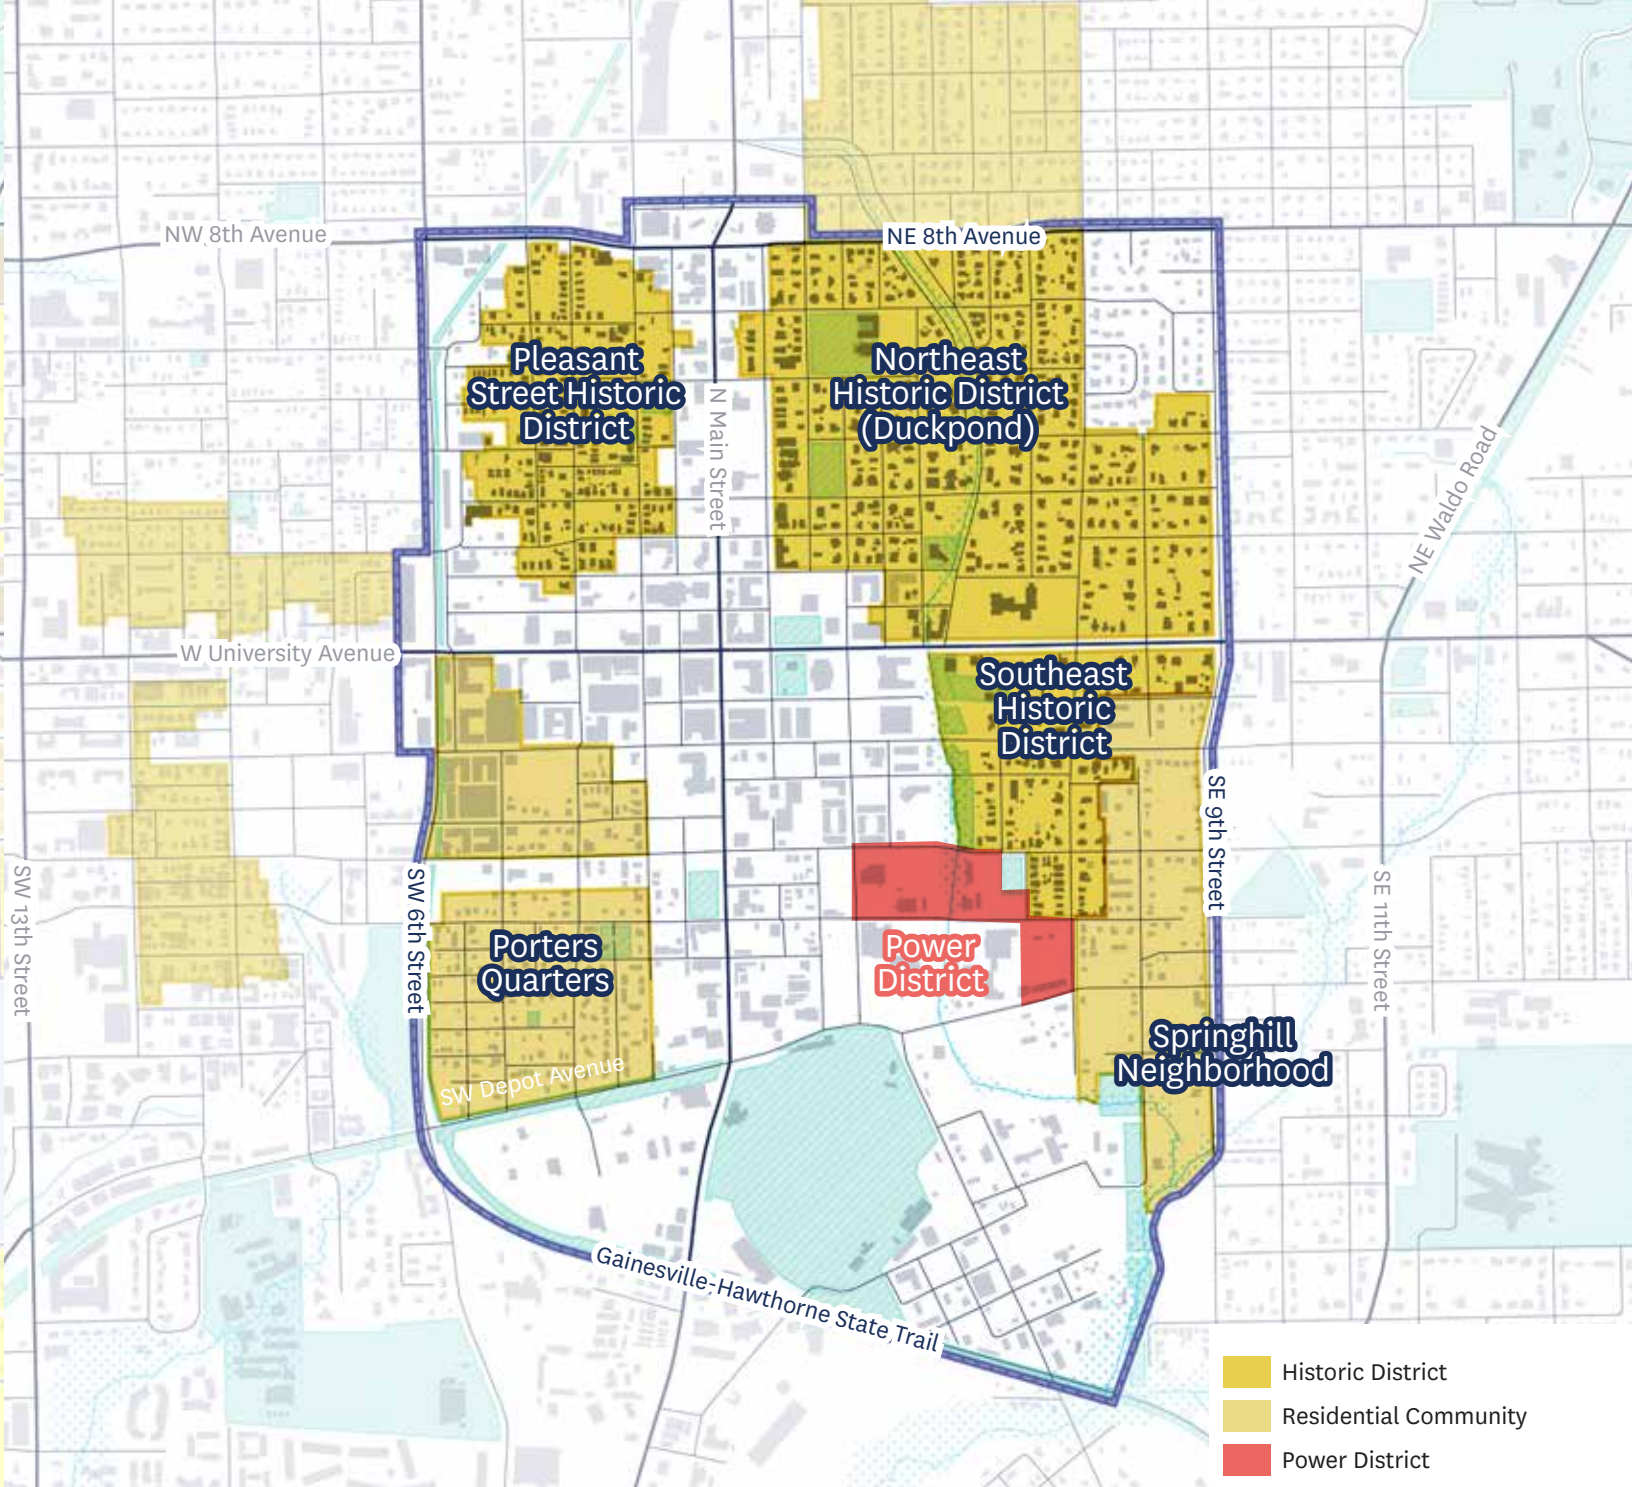 NW 8th Avenue
NE 8th Avenue
Pleasant
Street Historic
District
Northeast
Historic District
(Duckpond)
N Main Street
NE Waldo Road
W University Avenue
Southeast
Historic
District
SE 9th Street
SW 13th Street
SW 6th Street
SE 11th Street
Porters
Quarters
Power
District
Springhill
Neighborhood
SW Depot Avenue
Gainesville-Hawthorne State Trail
Historic District
Residential Community
Power District